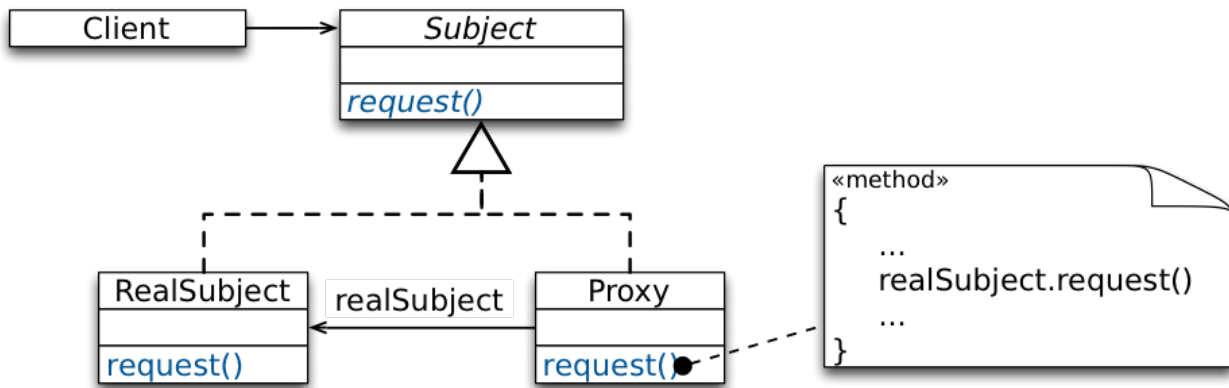 Client
Subject
request()
RealSubject
request()
realSubject
Proxy
request()
«method»
{
...
realSubject.request()
...
}